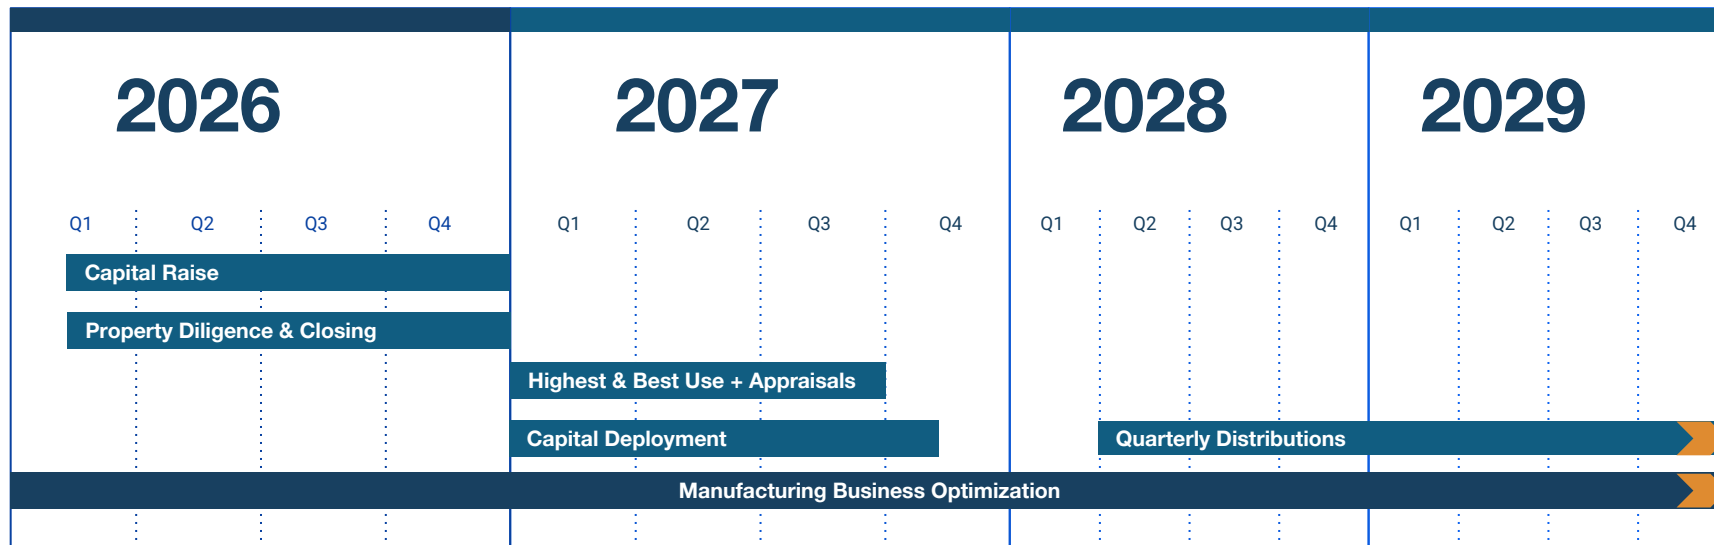 2026 2027 2028 2029
Q1 Q2 Q3 Q4 Q1 Q2 Q3 Q4 Q1 Q2 Q3 Q4 Q1 Q2 Q3 Q4
Capital Raise
Property Diligence & Closing
Highest & Best Use + Appraisals
Capital Deployment Quarterly Distributions
Manufacturing Business Optimization